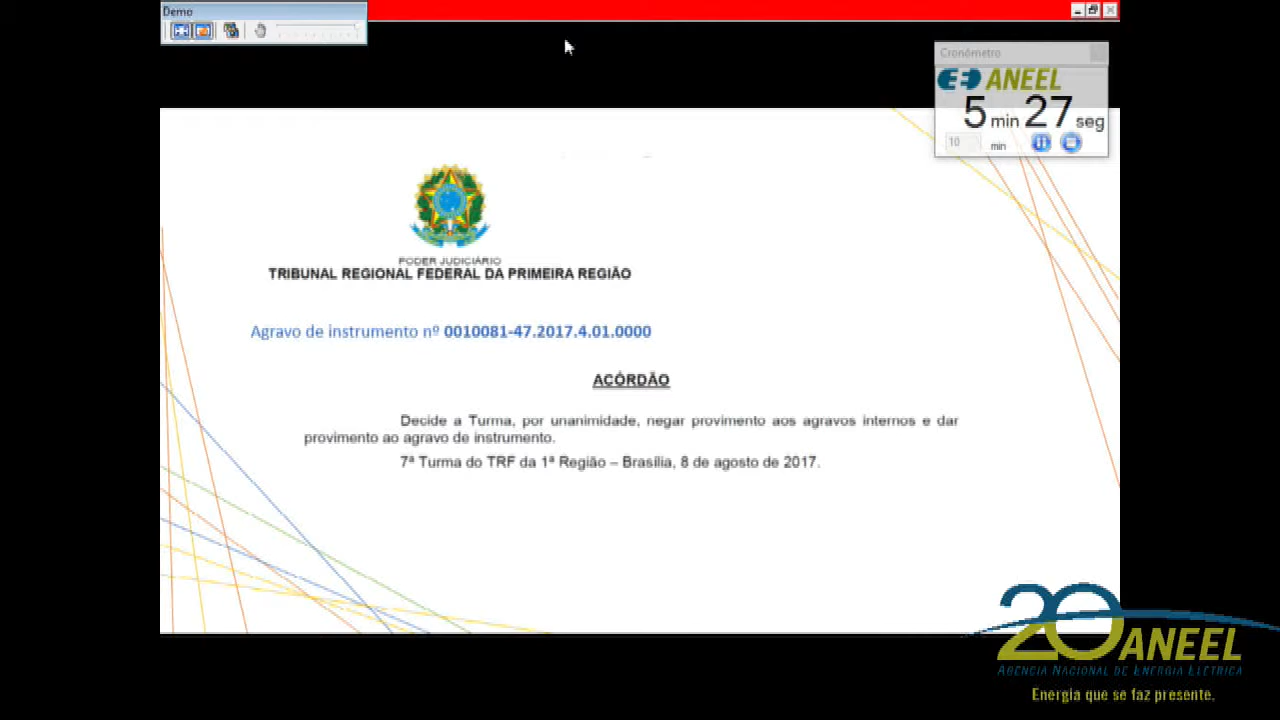 Demo
Cronômetro
ANEEL
5 min 27 seg
10 min
PODER JUDICIÁRIO
TRIBUNAL REGIONAL FEDERAL DA PRIMEIRA REGIÃO
Agravo de instrumento nº 0010081-47.2017.4.01.0000
ACÓRDÃO
Decide a Turma, por unanimidade, negar provimento aos agravos internos e dar
provimento ao agravo de instrumento.
7ª Turma do TRF da 1ª Região – Brasília, 8 de agosto de 2017.
20 ANEEL
AGÊNCIA NACIONAL DE ENERGIA ELÉTRICA
Energia que se faz presente.